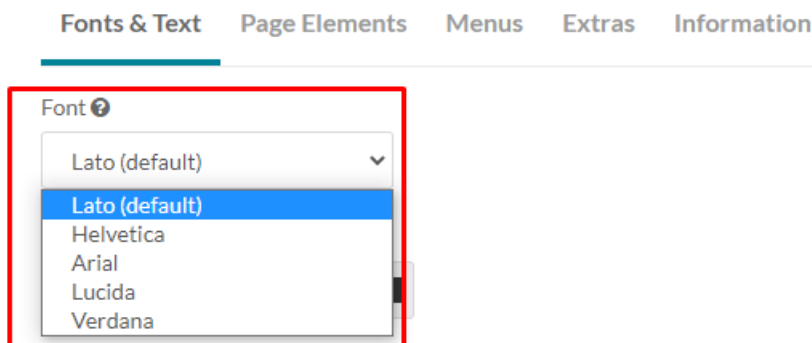 Fonts & Text Page Elements Menus Extras Information
Font
Lato (default)
Lato (default)
Helvetica
Arial
Lucida
Verdana